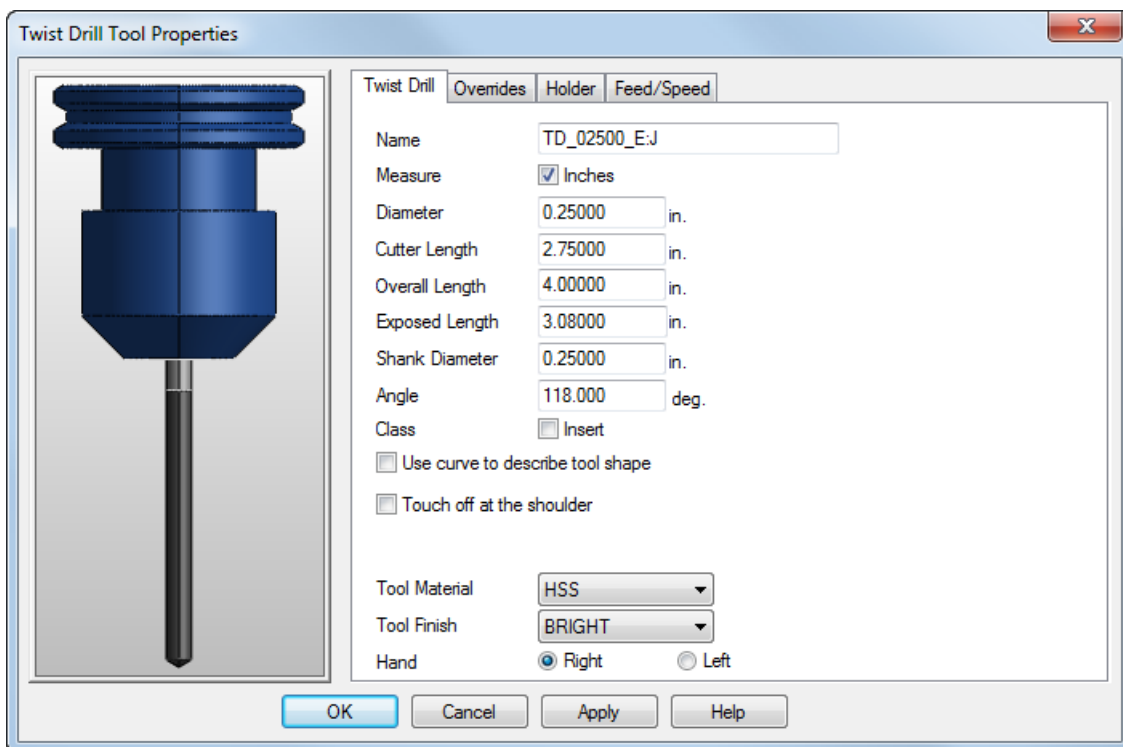 Twist Drill Tool Properties
Twist Drill Overrides Holder Feed/Speed
Name TD_02500_E:J
Measure Inches
Diameter 0.25000 in.
Cutter Length 2.75000 in.
Overall Length 4.00000 in.
Exposed Length 3.08000 in.
Shank Diameter 0.25000 in.
Angle 118.000 deg.
Class Insert
Use curve to describe tool shape
Touch off at the shoulder
Tool Material HSS
Tool Finish BRIGHT
Hand Right Left
OK Cancel Apply Help